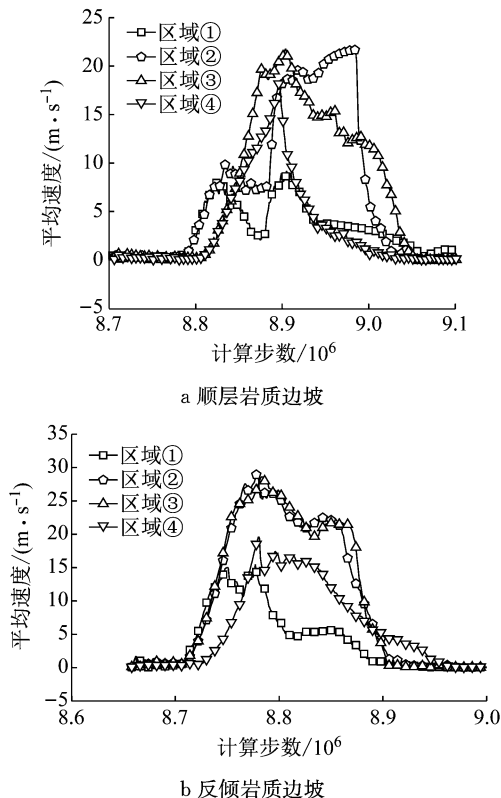 25
20
15
10
5
0
−5
平均速度/(m·s⁻¹)
区域①
区域②
区域③
区域④
8.7 8.8 8.9 9.0 9.1
计算步数/10⁶
a 顺层岩质边坡
35
30
25
20
15
10
5
0
−5
平均速度/(m·s⁻¹)
区域①
区域②
区域③
区域④
8.6 8.7 8.8 8.9 9.0
计算步数/10⁶
b 反倾岩质边坡